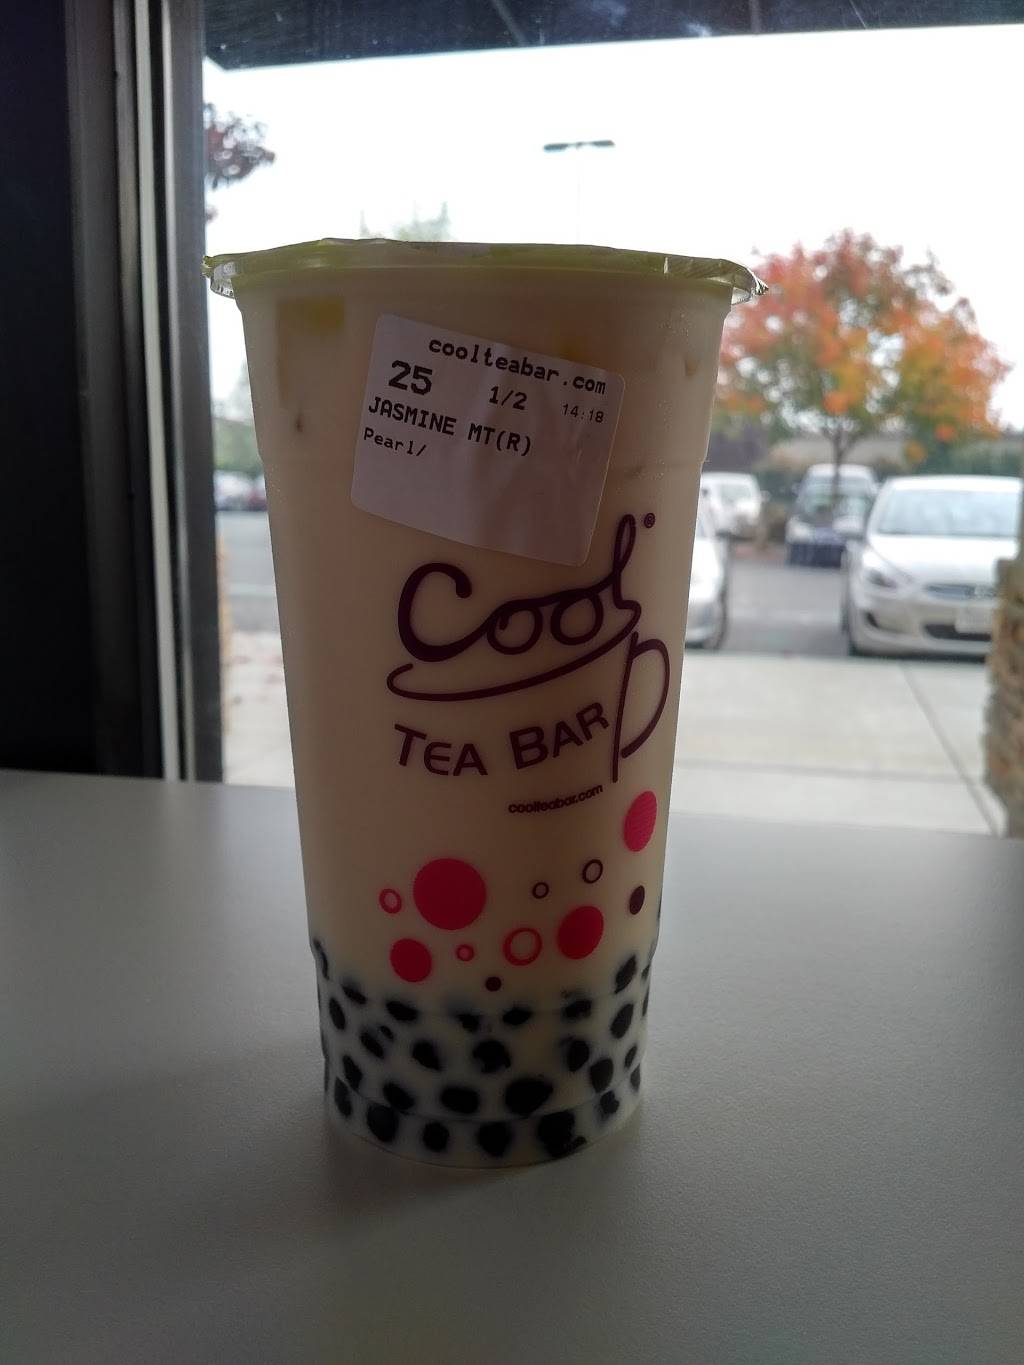 coolteabar.com
25 1/2 14:18
JASMINE MT(R)
Pearl/
Cool®
TEA BAR
coolteabar.com